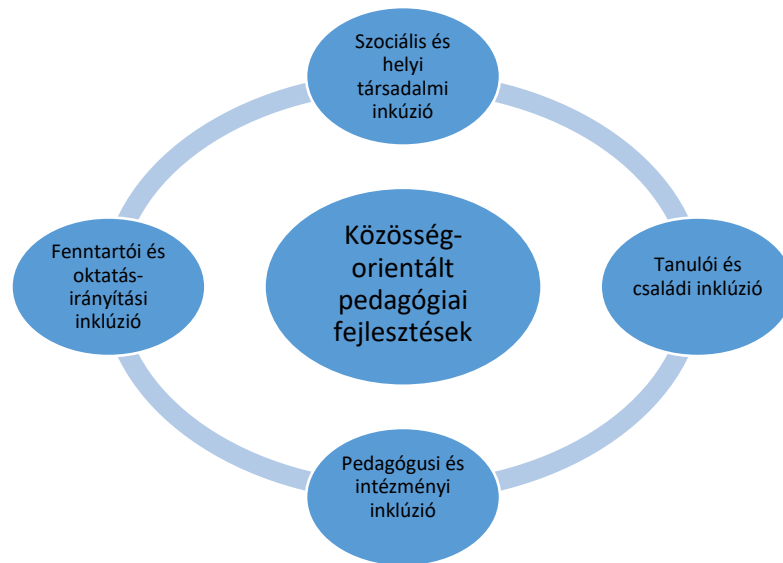 Szociális és
helyi
társadalmi
inkúzió
Fenntartói és
oktatás-
irányítási
inklúzió
Közösség-
orientált
pedagógiai
fejlesztések
Tanulói és
családi inklúzió
Pedagógusi és
intézményi
inklúzió